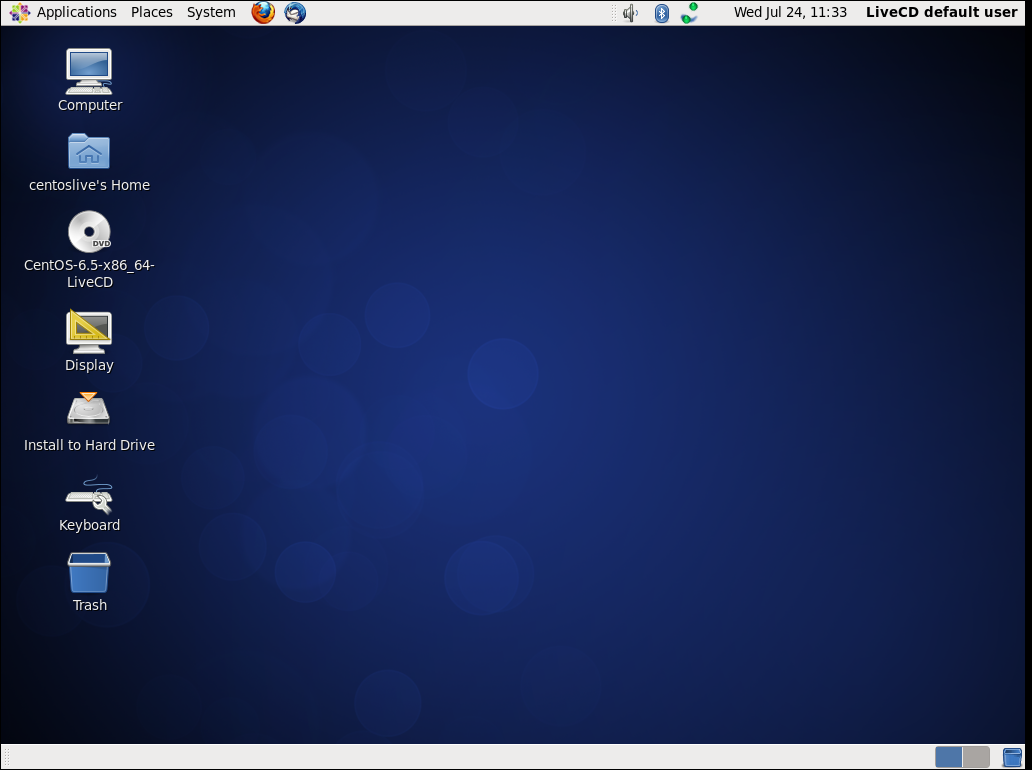 Applications Places System Wed Jul 24, 11:33 LiveCD default user
Computer
centoslive's Home
DVD
CentOS-6.5-x86_64-
LiveCD
Display
Install to Hard Drive
Keyboard
Trash